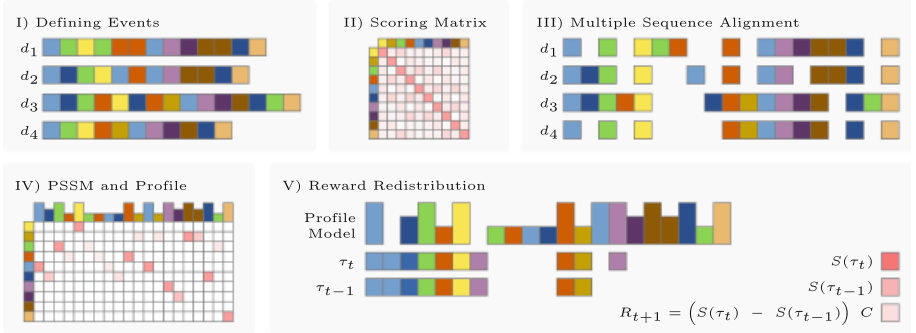 I) Defining Events
d1
d2
d3
d4
II) Scoring Matrix
III) Multiple Sequence Alignment
d1
d2
d3
d4
IV) PSSM and Profile
V) Reward Redistribution
Profile
Model
τt
τt−1
S(τt)
S(τt−1)
Rt+1 = (S(τt) − S(τt−1)) C